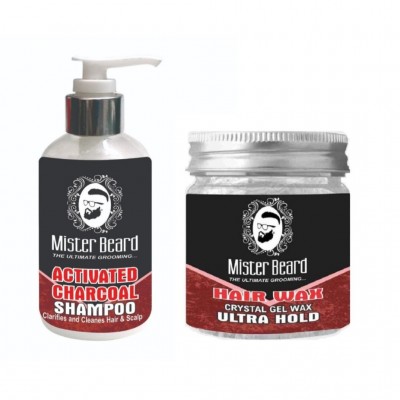 Mister Beard
THE ULTIMATE GROOMING...
ACTIVATED
CHARCOAL
SHAMPOO
Clarifies and Cleanes Hair & Scalp
Mister Beard
THE ULTIMATE GROOMING...
HAIR WAX
CRYSTAL GEL WAX
ULTRA HOLD